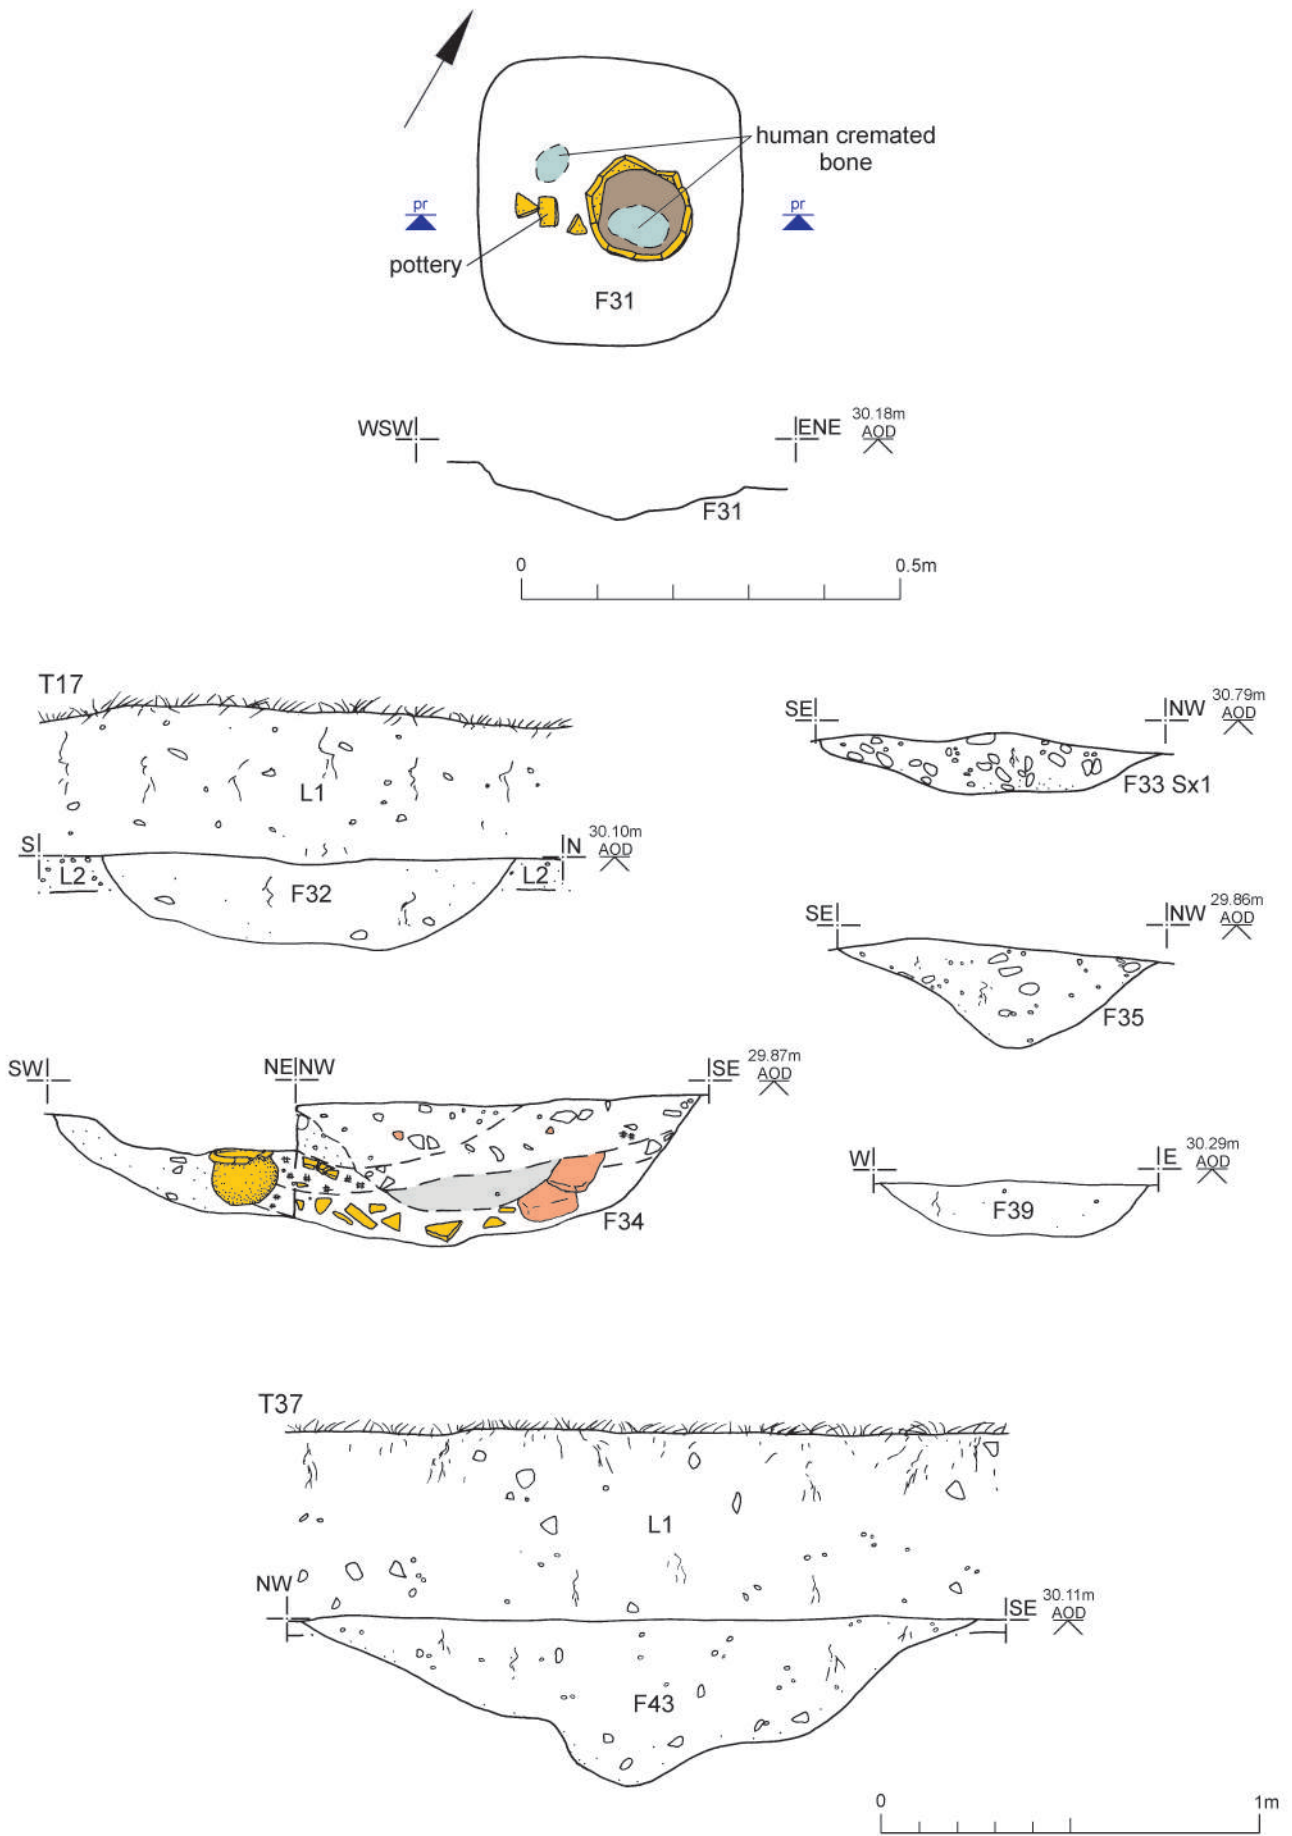 human cremated
bone
pr
pr
pottery
F31
WSW
ENE
30.18m
AOD
F31
0
0.5m
T17
L1
S
N
30.10m
AOD
L2
F32
L2
SE
NW
30.79m
AOD
F33 Sx1
SE
NW
29.86m
AOD
F35
SW
NE
NW
SE
29.87m
AOD
F34
W
E
30.29m
AOD
F39
T37
L1
NW
SE
30.11m
AOD
F43
0
1m